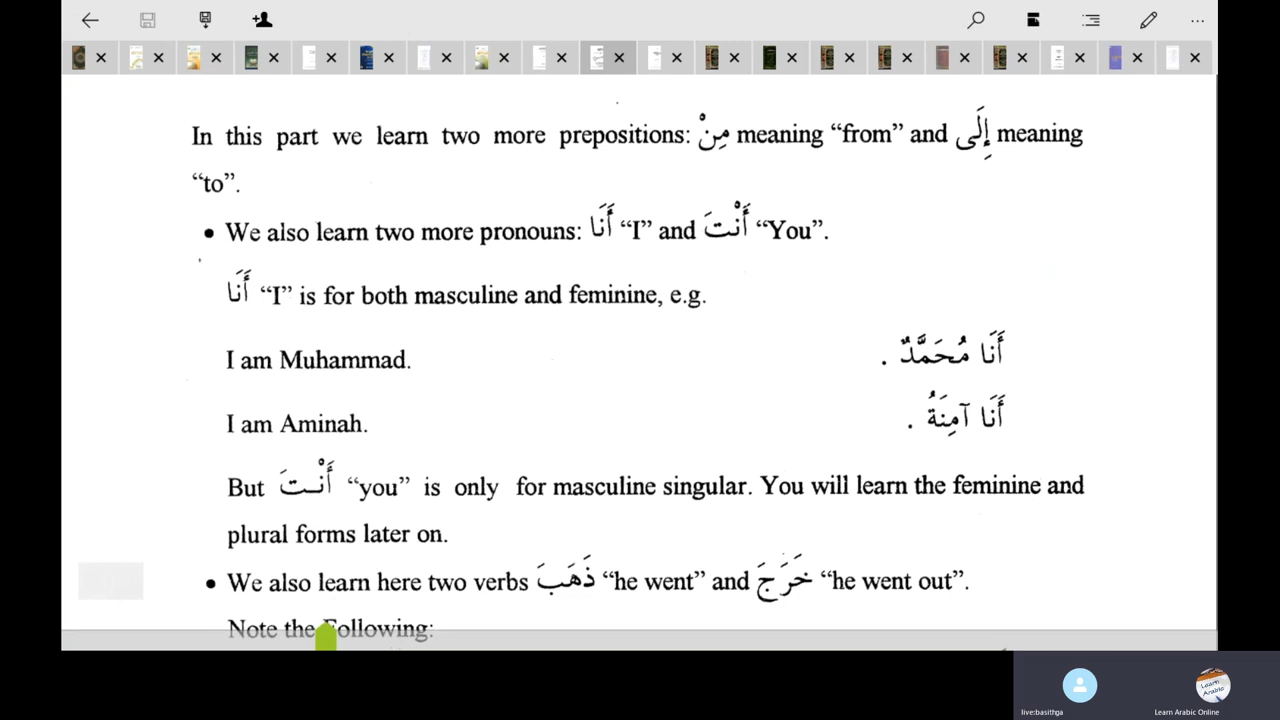 In this part we learn two more prepositions: مِنْ meaning “from” and إِلَى meaning
“to”.
• We also learn two more pronouns: أَنَا “I” and أَنْتَ “You”.
أَنَا “I” is for both masculine and feminine, e.g.
I am Muhammad. أَنَا مُحَمَّدٌ .
I am Aminah. أَنَا آمِنَةُ .
But أَنْتَ “you” is only for masculine singular. You will learn the feminine and
plural forms later on.
• We also learn here two verbs ذَهَبَ “he went” and خَرَجَ “he went out”.
Note the Following:
live:basithga
Learn Arabic
Learn Arabic Online